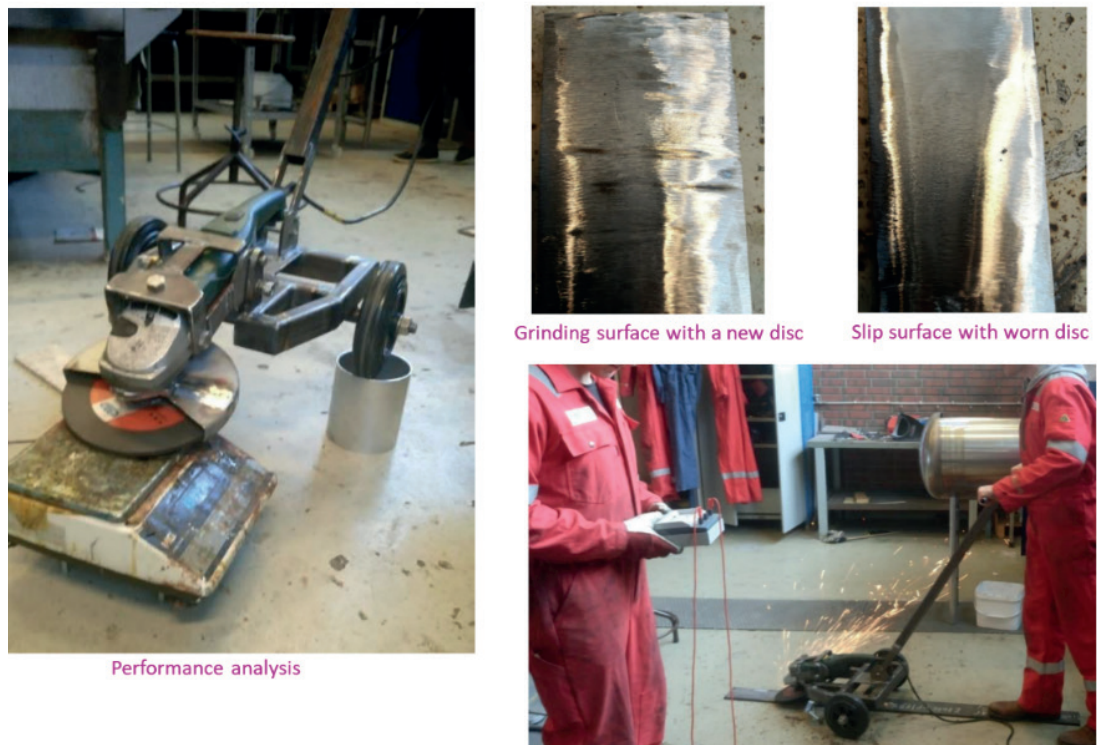 Grinding surface with a new disc
Slip surface with worn disc
Performance analysis